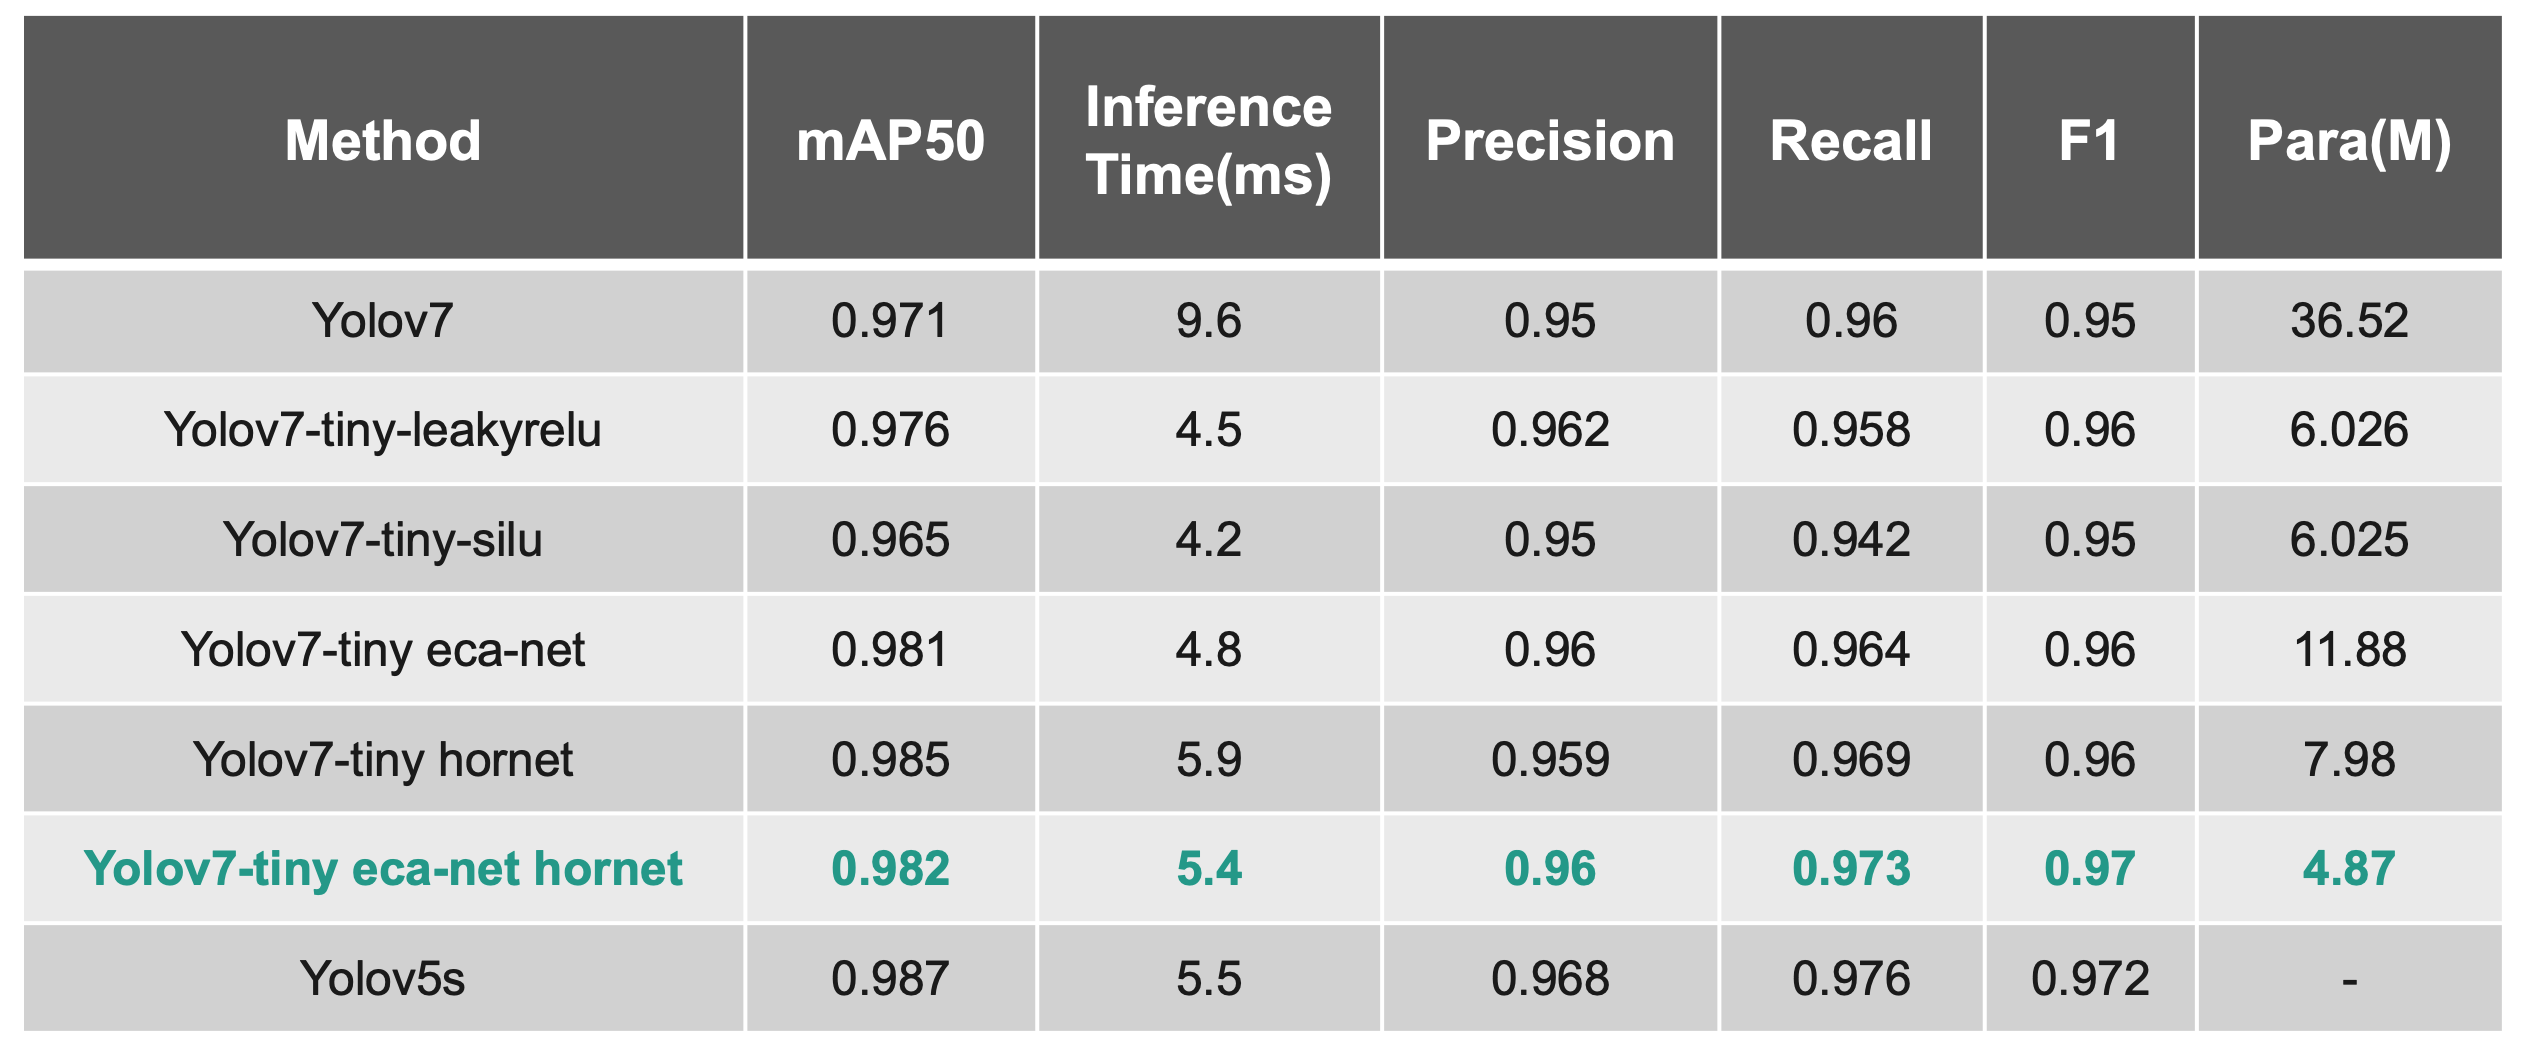 Method mAP50 Inference Time(ms) Precision Recall F1 Para(M)
Yolov7 0.971 9.6 0.95 0.96 0.95 36.52
Yolov7-tiny-leakyrelu 0.976 4.5 0.962 0.958 0.96 6.026
Yolov7-tiny-silu 0.965 4.2 0.95 0.942 0.95 6.025
Yolov7-tiny eca-net 0.981 4.8 0.96 0.964 0.96 11.88
Yolov7-tiny hornet 0.985 5.9 0.959 0.969 0.96 7.98
Yolov7-tiny eca-net hornet 0.982 5.4 0.96 0.973 0.97 4.87
Yolov5s 0.987 5.5 0.968 0.976 0.972 -